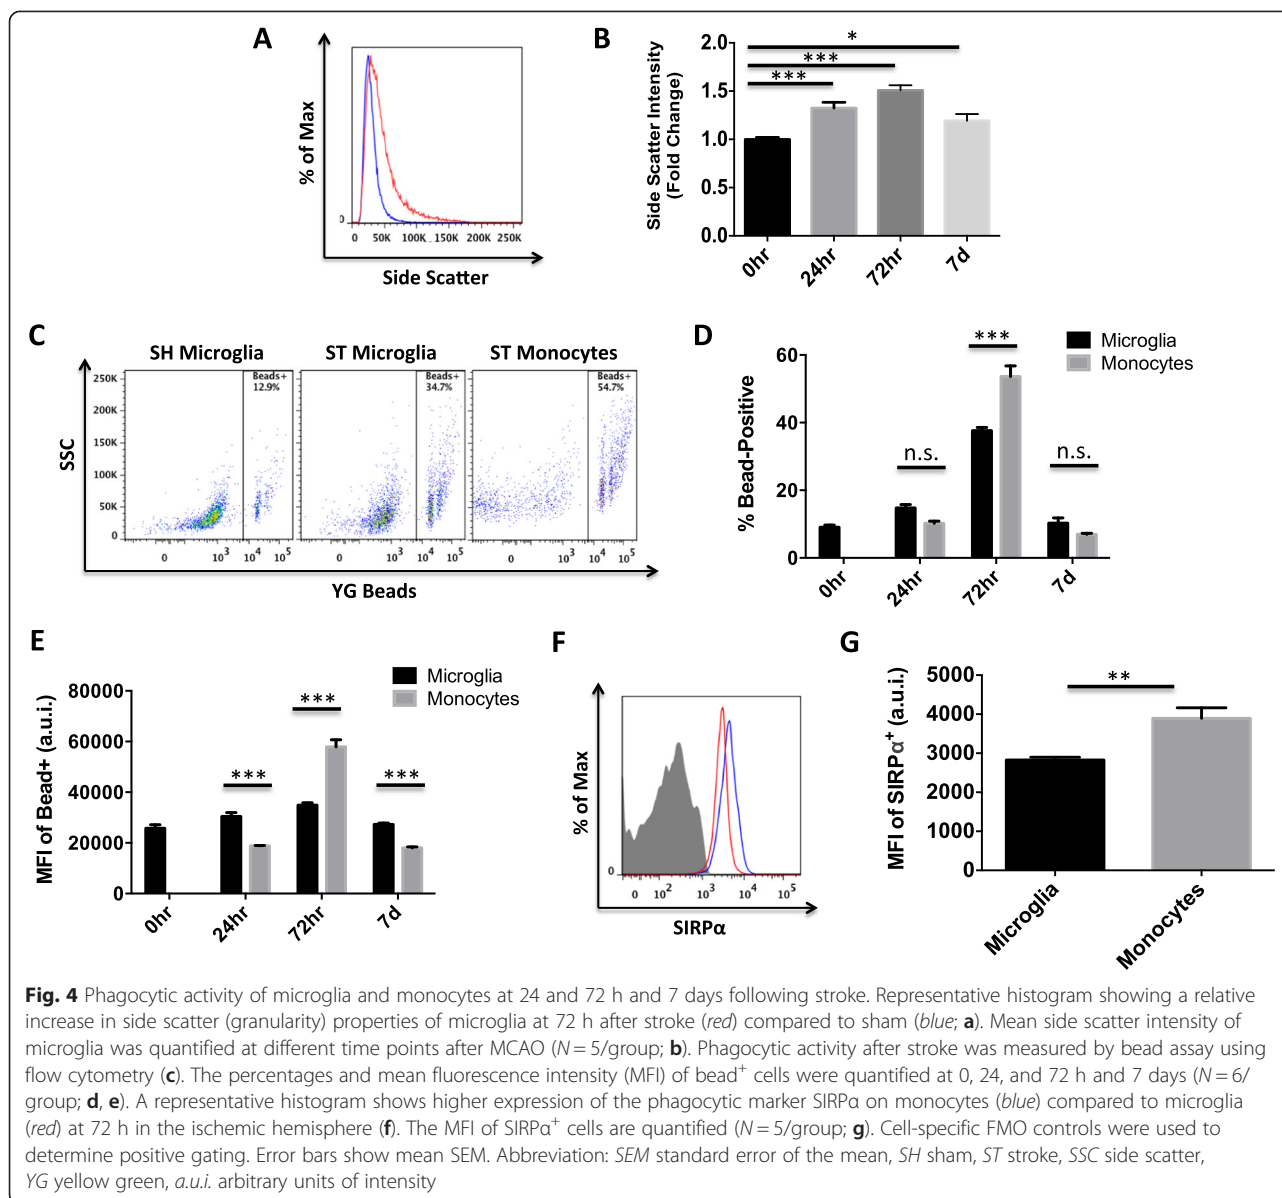 A
% of Max
0
0 50K 100K 150K 200K 250K
Side Scatter
B
Side Scatter Intensity
(Fold Change)
2.0
1.5
1.0
0.5
0.0
*
***
***
0hr 24hr 72hr 7d
C
SH Microglia ST Microglia ST Monocytes
SSC
250K
200K
150K
100K
50K
0
Beads+
12.9%
Beads+
34.7%
Beads+
54.7%
0 10³ 10⁴ 10⁵ 0 10³ 10⁴ 10⁵ 0 10³ 10⁴ 10⁵
YG Beads
D
Microglia
Monocytes
% Bead-Positive
60
40
20
0
n.s.
***
n.s.
0hr 24hr 72hr 7d
E
Microglia
Monocytes
MFI of Bead+ (a.u.i.)
80000
60000
40000
20000
0
***
***
***
0hr 24hr 72hr 7d
F
% of Max
0
0 10² 10³ 10⁴ 10⁵
SIRPα
G
MFI of SIRPα⁺ (a.u.i.)
5000
4000
3000
2000
1000
0
**
Microglia Monocytes
Fig. 4 Phagocytic activity of microglia and monocytes at 24 and 72 h and 7 days following stroke. Representative histogram showing a relative
increase in side scatter (granularity) properties of microglia at 72 h after stroke (red) compared to sham (blue; a). Mean side scatter intensity of
microglia was quantified at different time points after MCAO (N = 5/group; b). Phagocytic activity after stroke was measured by bead assay using
flow cytometry (c). The percentages and mean fluorescence intensity (MFI) of bead⁺ cells were quantified at 0, 24, and 72 h and 7 days (N = 6/
group; d, e). A representative histogram shows higher expression of the phagocytic marker SIRPα on monocytes (blue) compared to microglia
(red) at 72 h in the ischemic hemisphere (f). The MFI of SIRPα⁺ cells are quantified (N = 5/group; g). Cell-specific FMO controls were used to
determine positive gating. Error bars show mean SEM. Abbreviation: SEM standard error of the mean, SH sham, ST stroke, SSC side scatter,
YG yellow green, a.u.i. arbitrary units of intensity